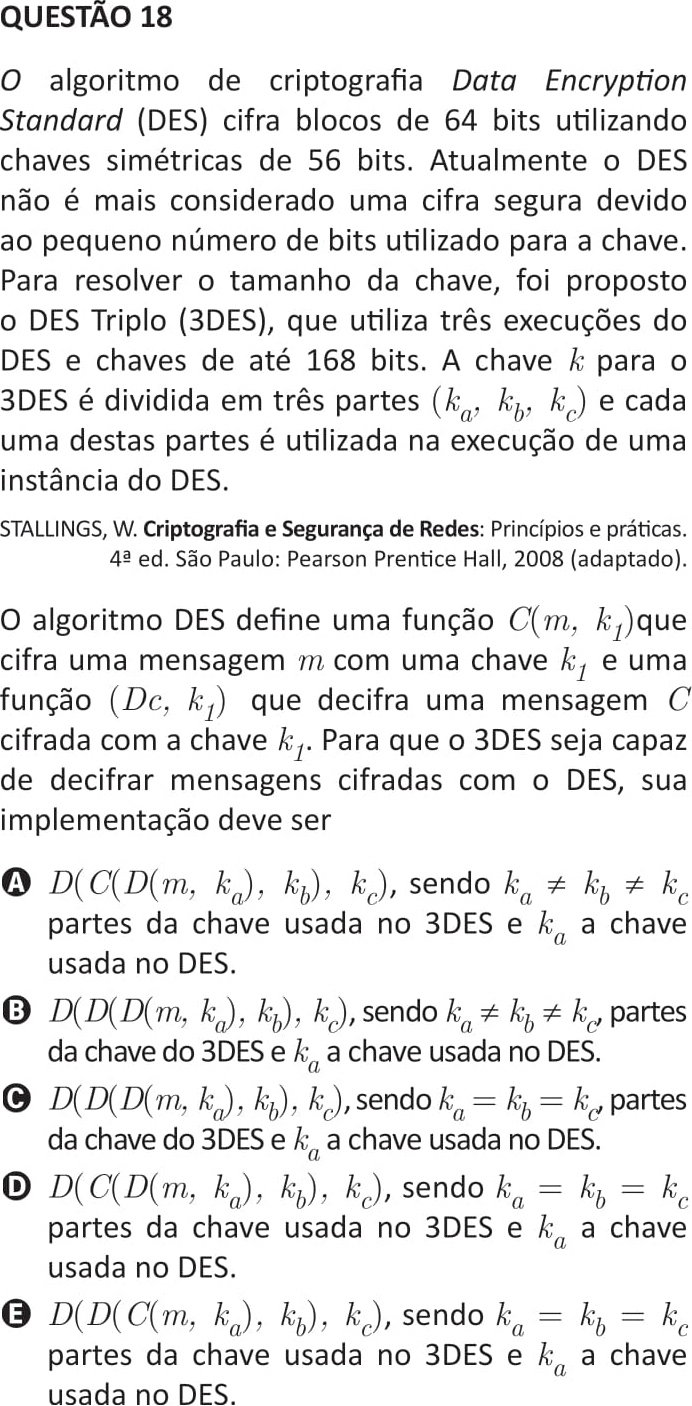 QUESTÃO 18
O algoritmo de criptografia Data Encryption
Standard (DES) cifra blocos de 64 bits utilizando
chaves simétricas de 56 bits. Atualmente o DES
não é mais considerado uma cifra segura devido
ao pequeno número de bits utilizado para a chave.
Para resolver o tamanho da chave, foi proposto
o DES Triplo (3DES), que utiliza três execuções do
DES e chaves de até 168 bits. A chave k para o
3DES é dividida em três partes (k_a, k_b, k_c) e cada
uma destas partes é utilizada na execução de uma
instância do DES.
STALLINGS, W. Criptografia e Segurança de Redes: Princípios e práticas.
4ª ed. São Paulo: Pearson Prentice Hall, 2008 (adaptado).
O algoritmo DES define uma função C(m, k_1)que
cifra uma mensagem m com uma chave k_1 e uma
função (Dc, k_1) que decifra uma mensagem C
cifrada com a chave k_1. Para que o 3DES seja capaz
de decifrar mensagens cifradas com o DES, sua
implementação deve ser
A D(C(D(m, k_a), k_b), k_c), sendo k_a ≠ k_b ≠ k_c
partes da chave usada no 3DES e k_a a chave
usada no DES.
B D(D(D(m, k_a), k_b), k_c), sendo k_a ≠ k_b ≠ k_c, partes
da chave do 3DES e k_a a chave usada no DES.
C D(D(D(m, k_a), k_b), k_c), sendo k_a = k_b = k_c, partes
da chave do 3DES e k_a a chave usada no DES.
D D(C(D(m, k_a), k_b), k_c), sendo k_a = k_b = k_c
partes da chave usada no 3DES e k_a a chave
usada no DES.
E D(D(C(m, k_a), k_b), k_c), sendo k_a = k_b = k_c
partes da chave usada no 3DES e k_a a chave
usada no DES.